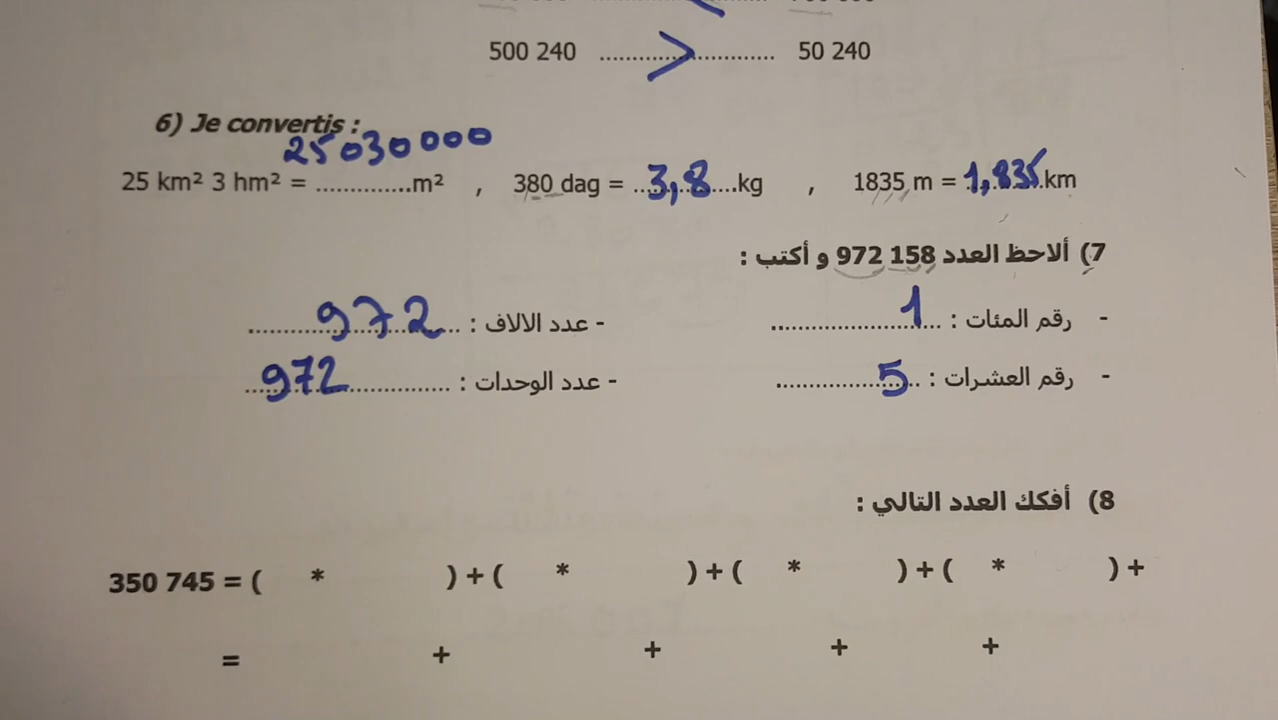 500 240 ......>...... 50 240
6) Je convertis :
25 km² 3 hm² = 25030000 m² , 380 dag = 3,8 kg , 1835 m = 1,835 km
7) ألاحظ العدد 158 972 و أكتب :
- رقم المئات : 1 - عدد الالاف : 972
- رقم العشرات : 5 - عدد الوحدات : 972
8) أفكك العدد التالي :
350 745 = ( * ) + ( * ) + ( * ) + ( * ) +
= + + + +